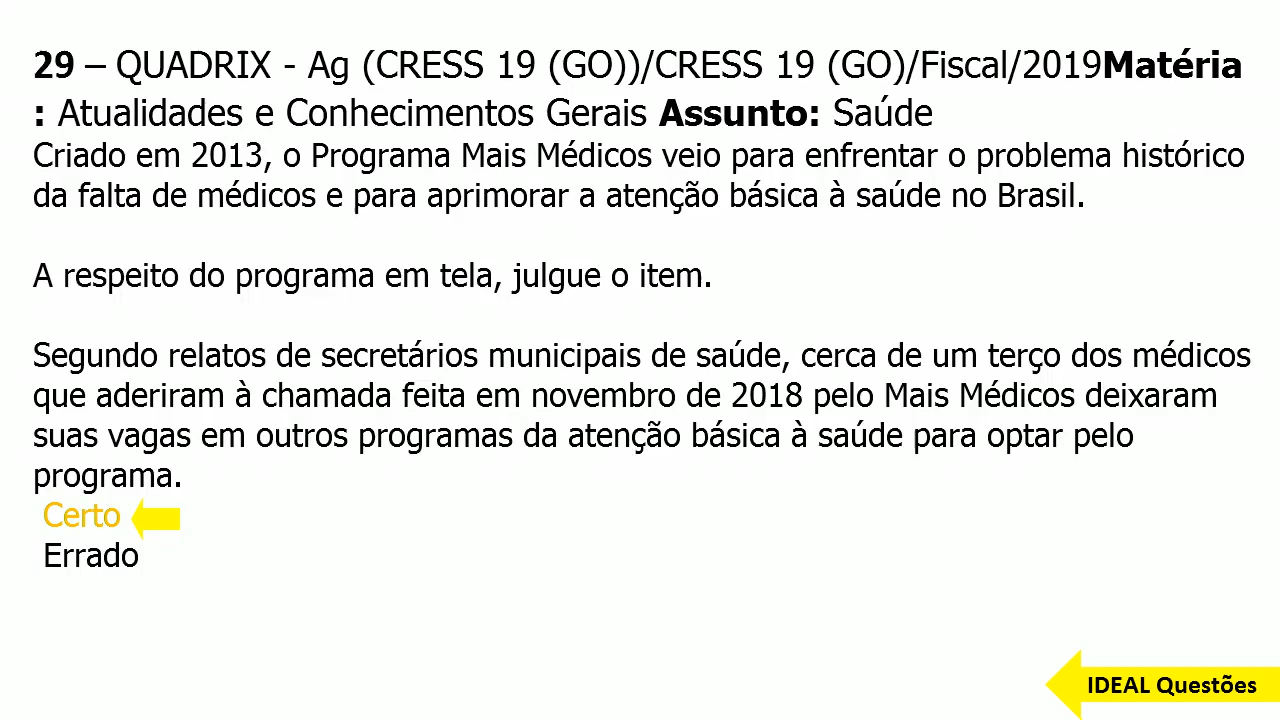 29 – QUADRIX - Ag (CRESS 19 (GO))/CRESS 19 (GO)/Fiscal/2019Matéria
: Atualidades e Conhecimentos Gerais Assunto: Saúde
Criado em 2013, o Programa Mais Médicos veio para enfrentar o problema histórico
da falta de médicos e para aprimorar a atenção básica à saúde no Brasil.
A respeito do programa em tela, julgue o item.
Segundo relatos de secretários municipais de saúde, cerca de um terço dos médicos
que aderiram à chamada feita em novembro de 2018 pelo Mais Médicos deixaram
suas vagas em outros programas da atenção básica à saúde para optar pelo
programa.
Certo
Errado
IDEAL Questões